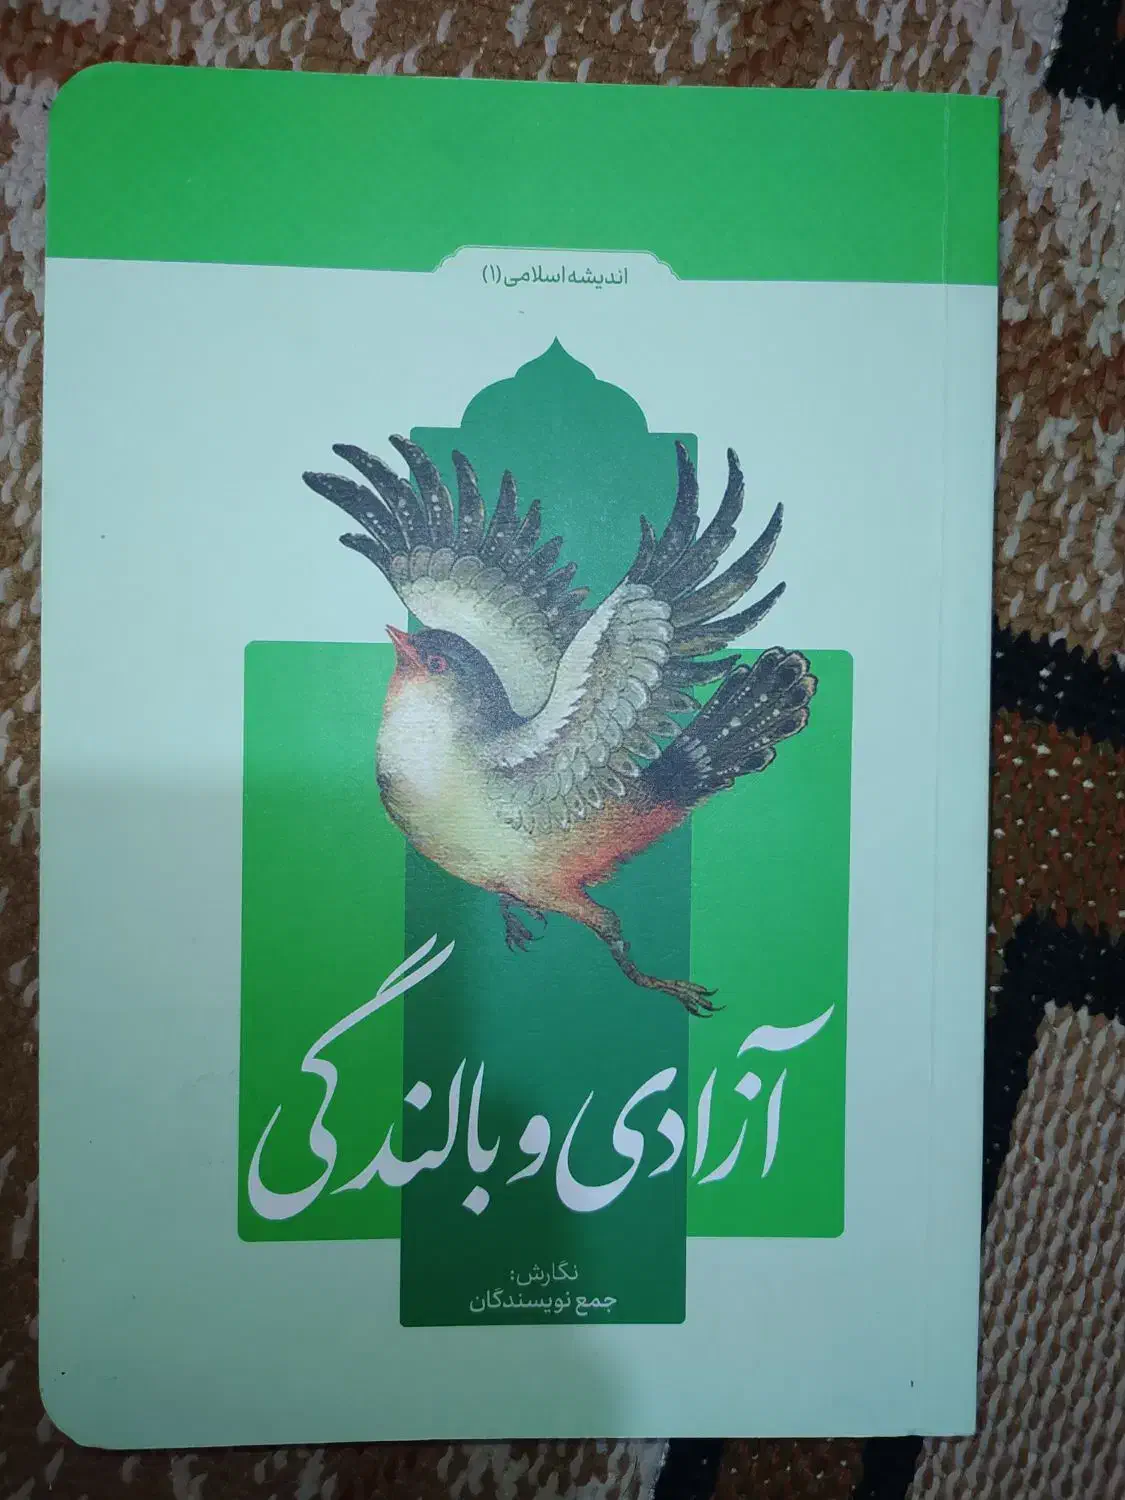 اندیشه اسلامی (۱)
آزادی و بالندگی
نگارش:
جمع نویسندگان